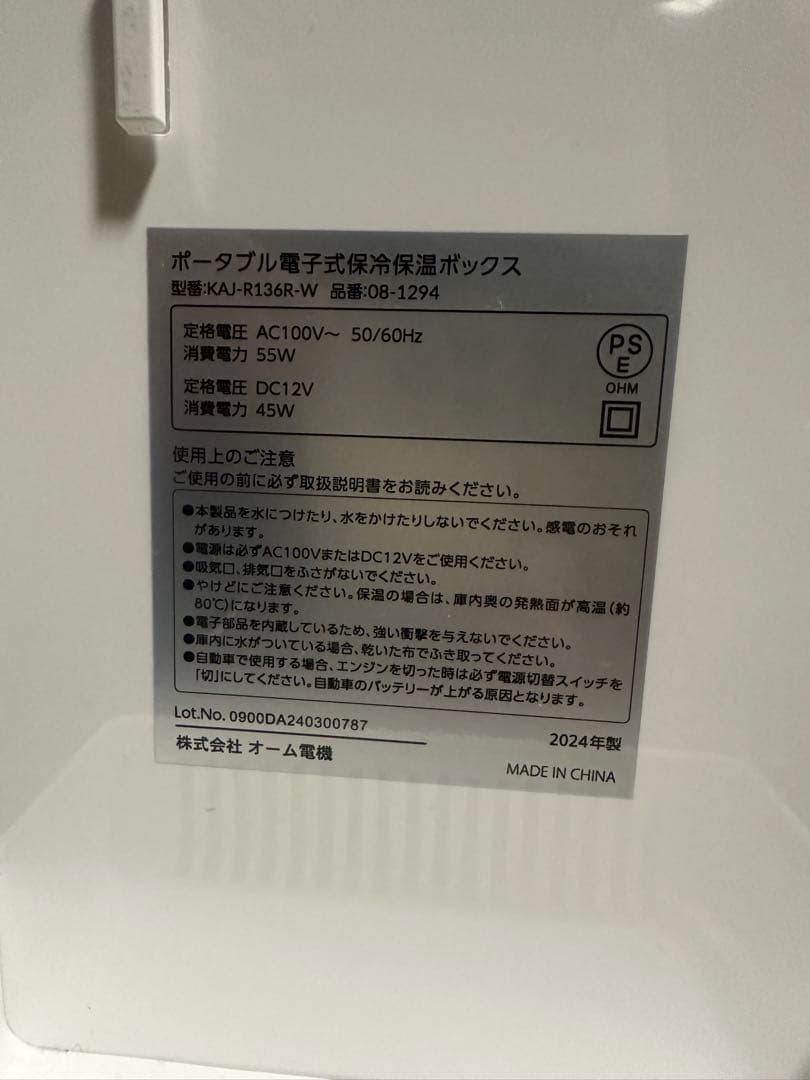 ポータブル電子式保冷保温ボックス
型番:KAJ-R136R-W 品番:08-1294
定格電圧 AC100V～ 50/60Hz
消費電力 55W
定格電圧 DC12V
消費電力 45W
PS
E
OHM
使用上のご注意
ご使用の前に必ず取扱説明書をお読みください。
●本製品を水につけたり、水をかけたりしないでください。感電のおそれ
があります。
●電源は必ずAC100VまたはDC12Vをご使用ください。
●吸気口、排気口をふさがないでください。
●やけどにご注意ください。保温の場合は、庫内奥の発熱面が高温(約
80℃)になります。
●電子部品を内蔵しているため、強い衝撃を与えないでください。
●庫内に水がついている場合、乾いた布でふき取ってください。
●自動車で使用する場合、エンジンを切った時は必ず電源切替スイッチを
「切」にしてください。自動車のバッテリーが上がる原因となります。
Lot.No. 0900DA240300787
2024年製
株式会社 オーム電機
MADE IN CHINA